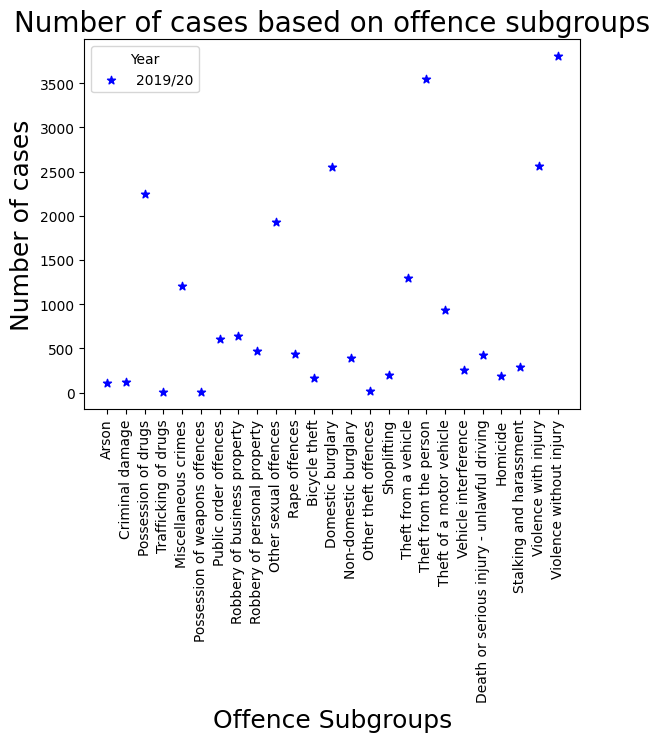 Number of cases based on offence subgroups
Year
2019/20
Number of cases
3500
3000
2500
2000
1500
1000
500
0
Arson
Criminal damage
Possession of drugs
Trafficking of drugs
Miscellaneous crimes
Possession of weapons offences
Public order offences
Robbery of business property
Robbery of personal property
Other sexual offences
Rape offences
Bicycle theft
Domestic burglary
Non-domestic burglary
Other theft offences
Shoplifting
Theft from a vehicle
Theft from the person
Theft of a motor vehicle
Vehicle interference
Death or serious injury - unlawful driving
Homicide
Stalking and harassment
Violence with injury
Violence without injury
Offence Subgroups